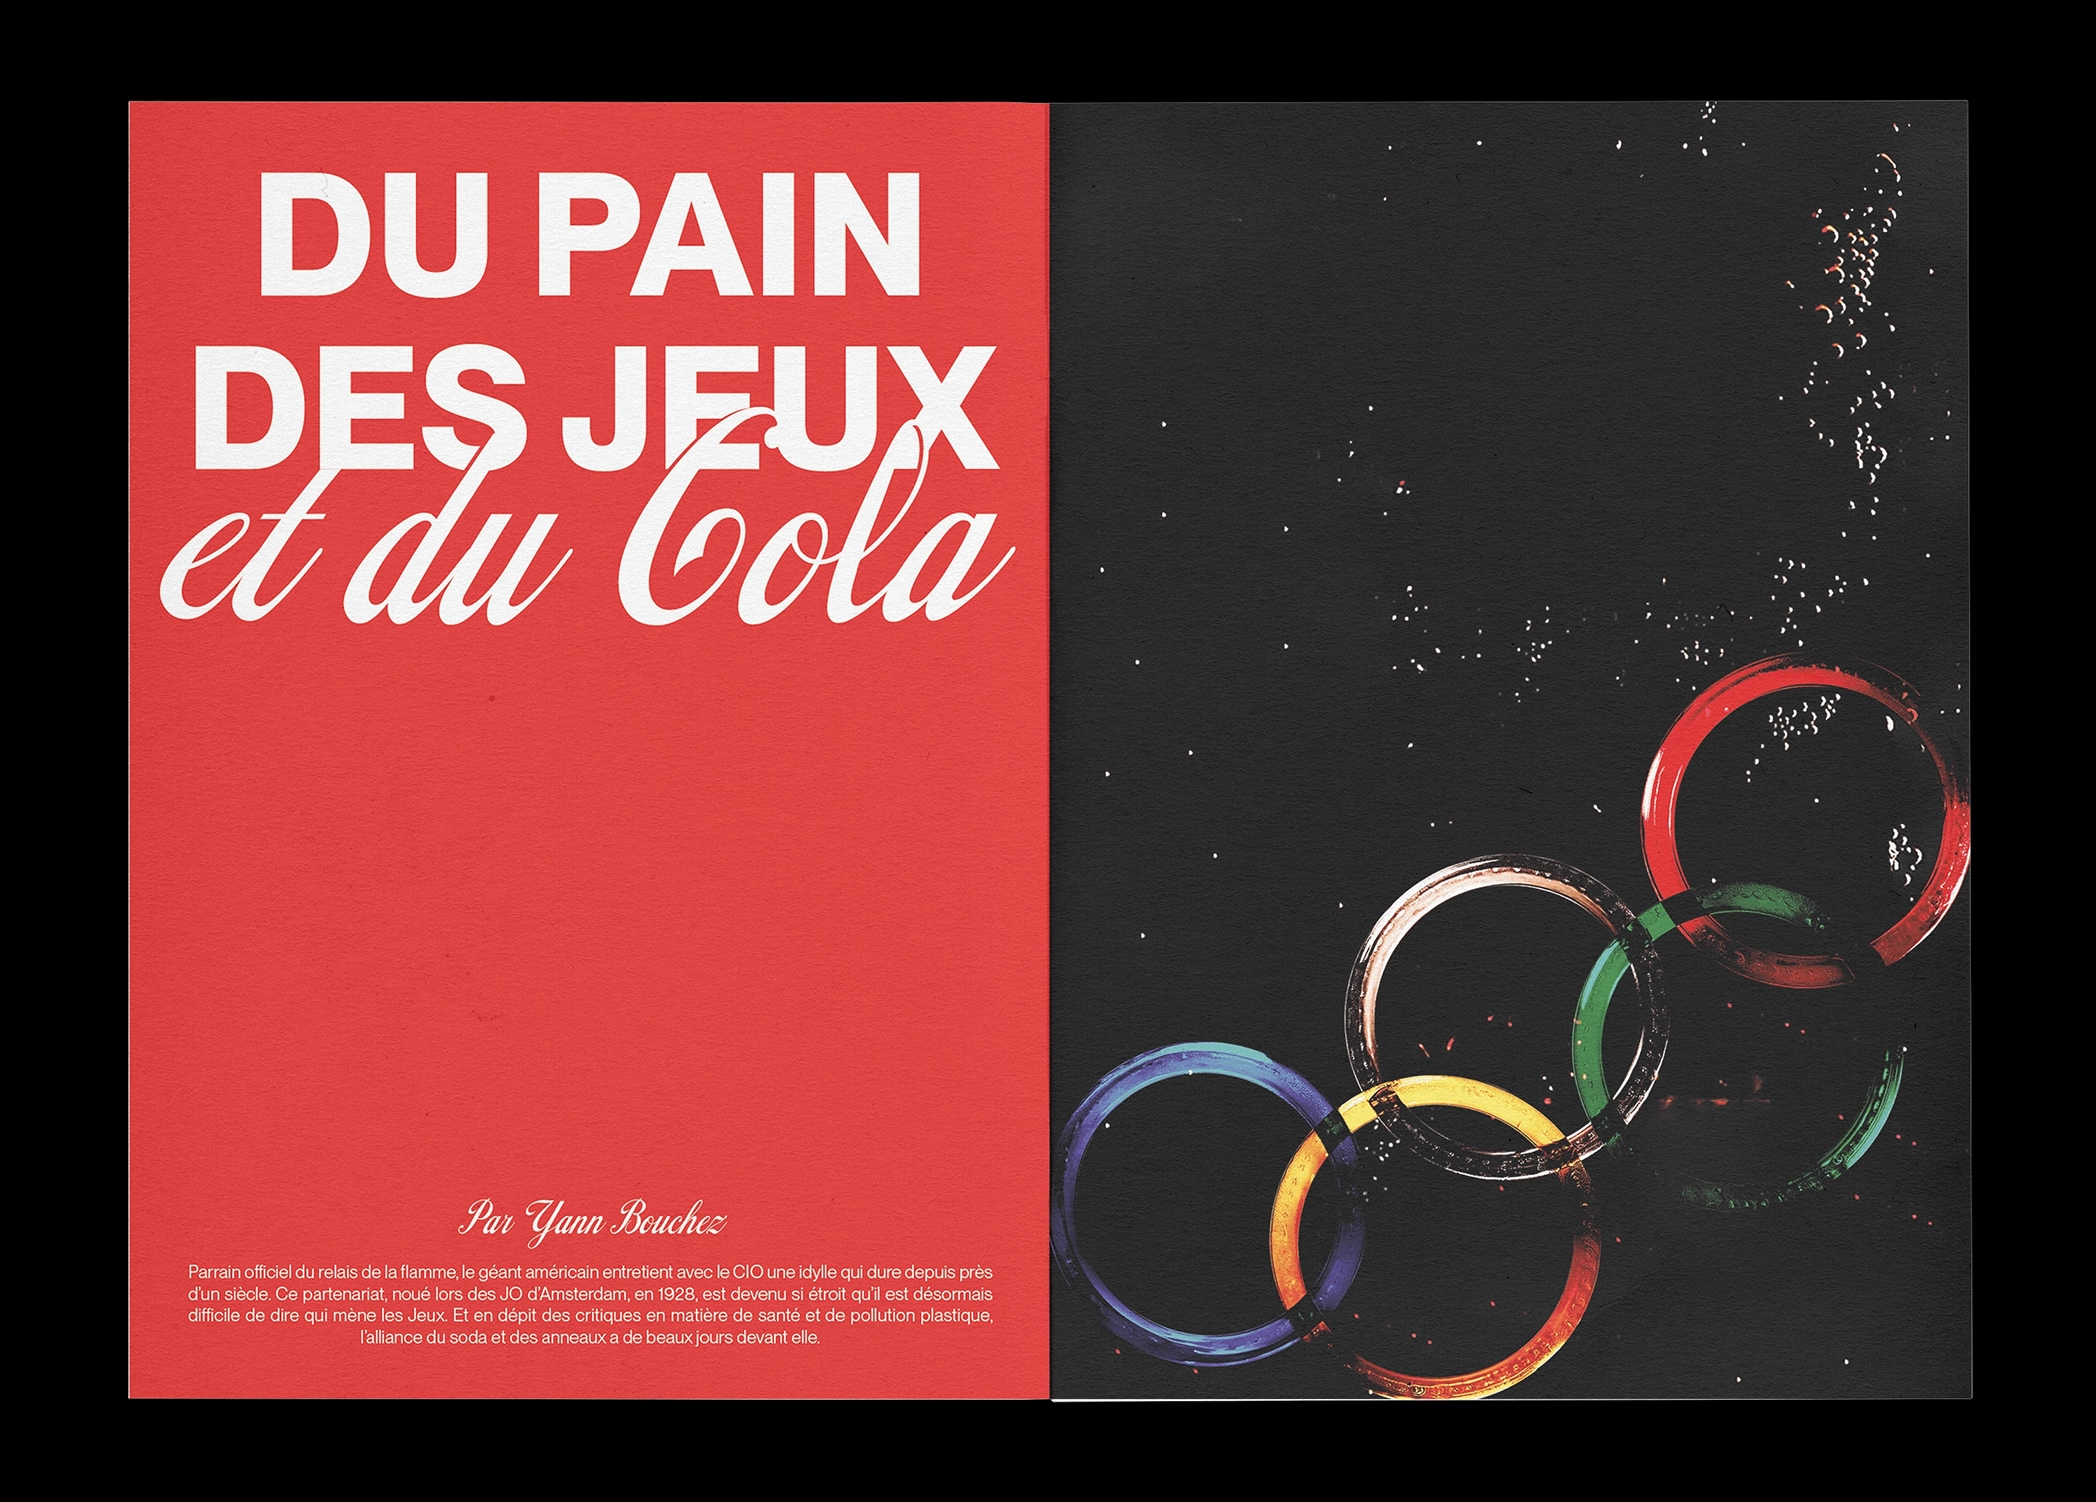 DU PAIN
DES JEUX
et du Cola
Par Yann Bouchez
Parrain officiel du relais de la flamme, le géant américain entretient avec le CIO une idylle qui dure depuis près
d'un siècle. Ce partenariat, noué lors des JO d'Amsterdam, en 1928, est devenu si étroit qu'il est désormais
difficile de dire qui mène les Jeux. Et en dépit des critiques en matière de santé et de pollution plastique,
l'alliance du soda et des anneaux a de beaux jours devant elle.